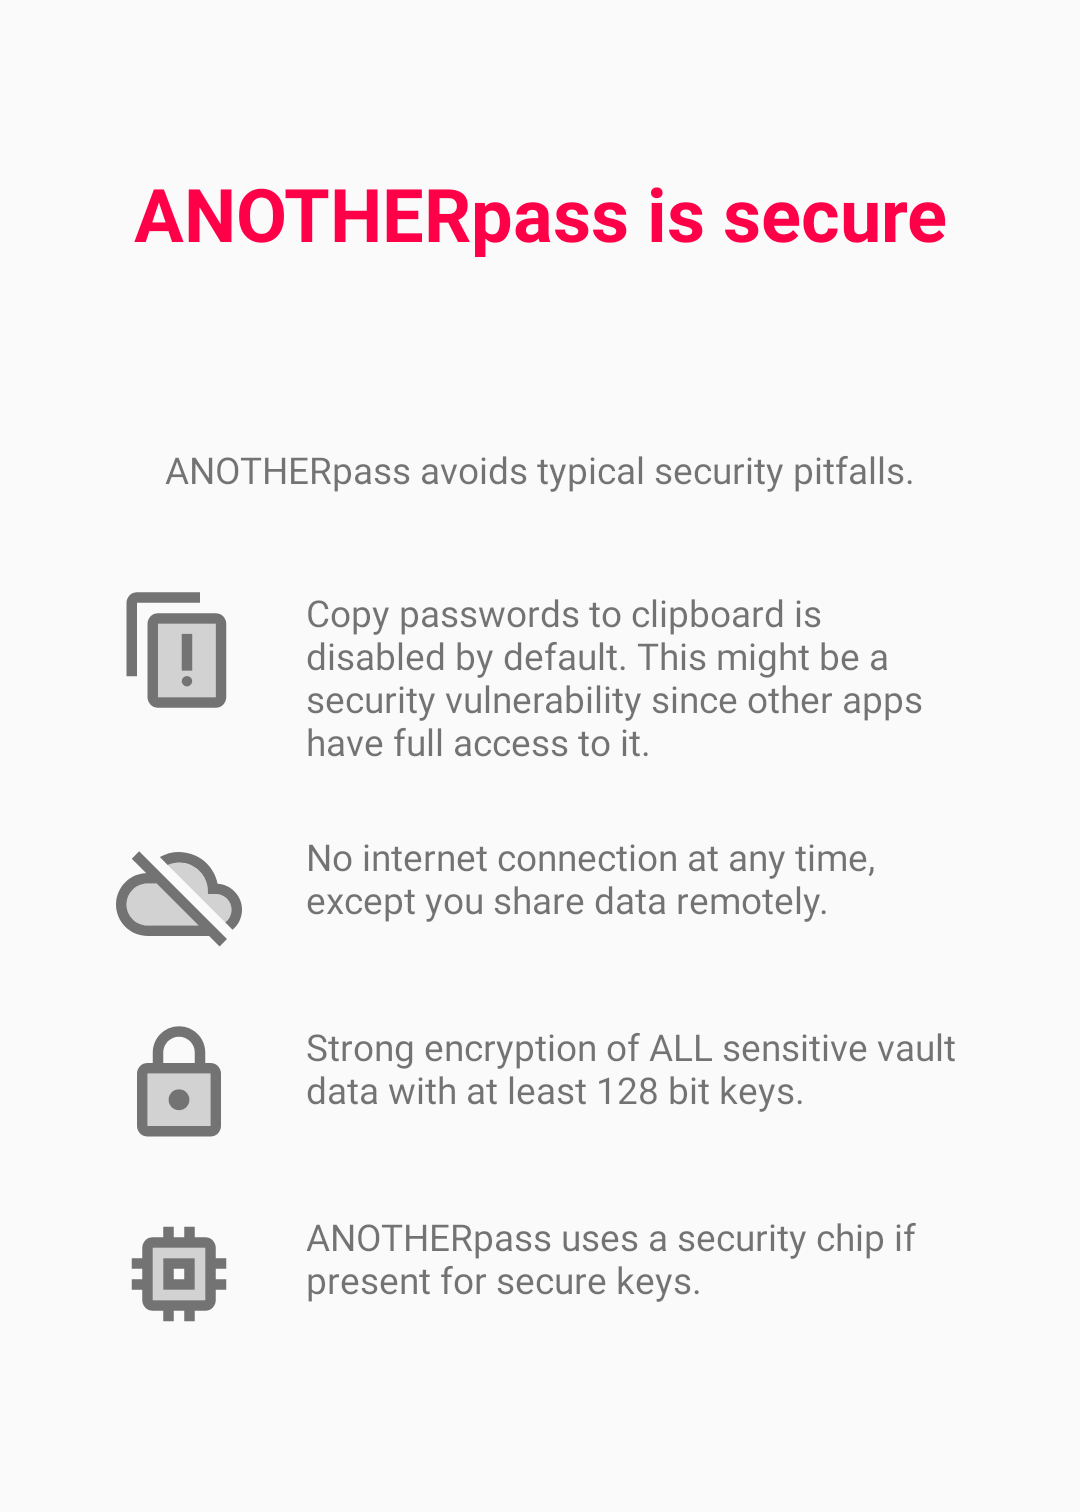 ANOTHERpass is secure
ANOTHERpass avoids typical security pitfalls.
Copy passwords to clipboard is
disabled by default. This might be a
security vulnerability since other apps
have full access to it.
No internet connection at any time,
except you share data remotely.
Strong encryption of ALL sensitive vault
data with at least 128 bit keys.
ANOTHERpass uses a security chip if
present for secure keys.